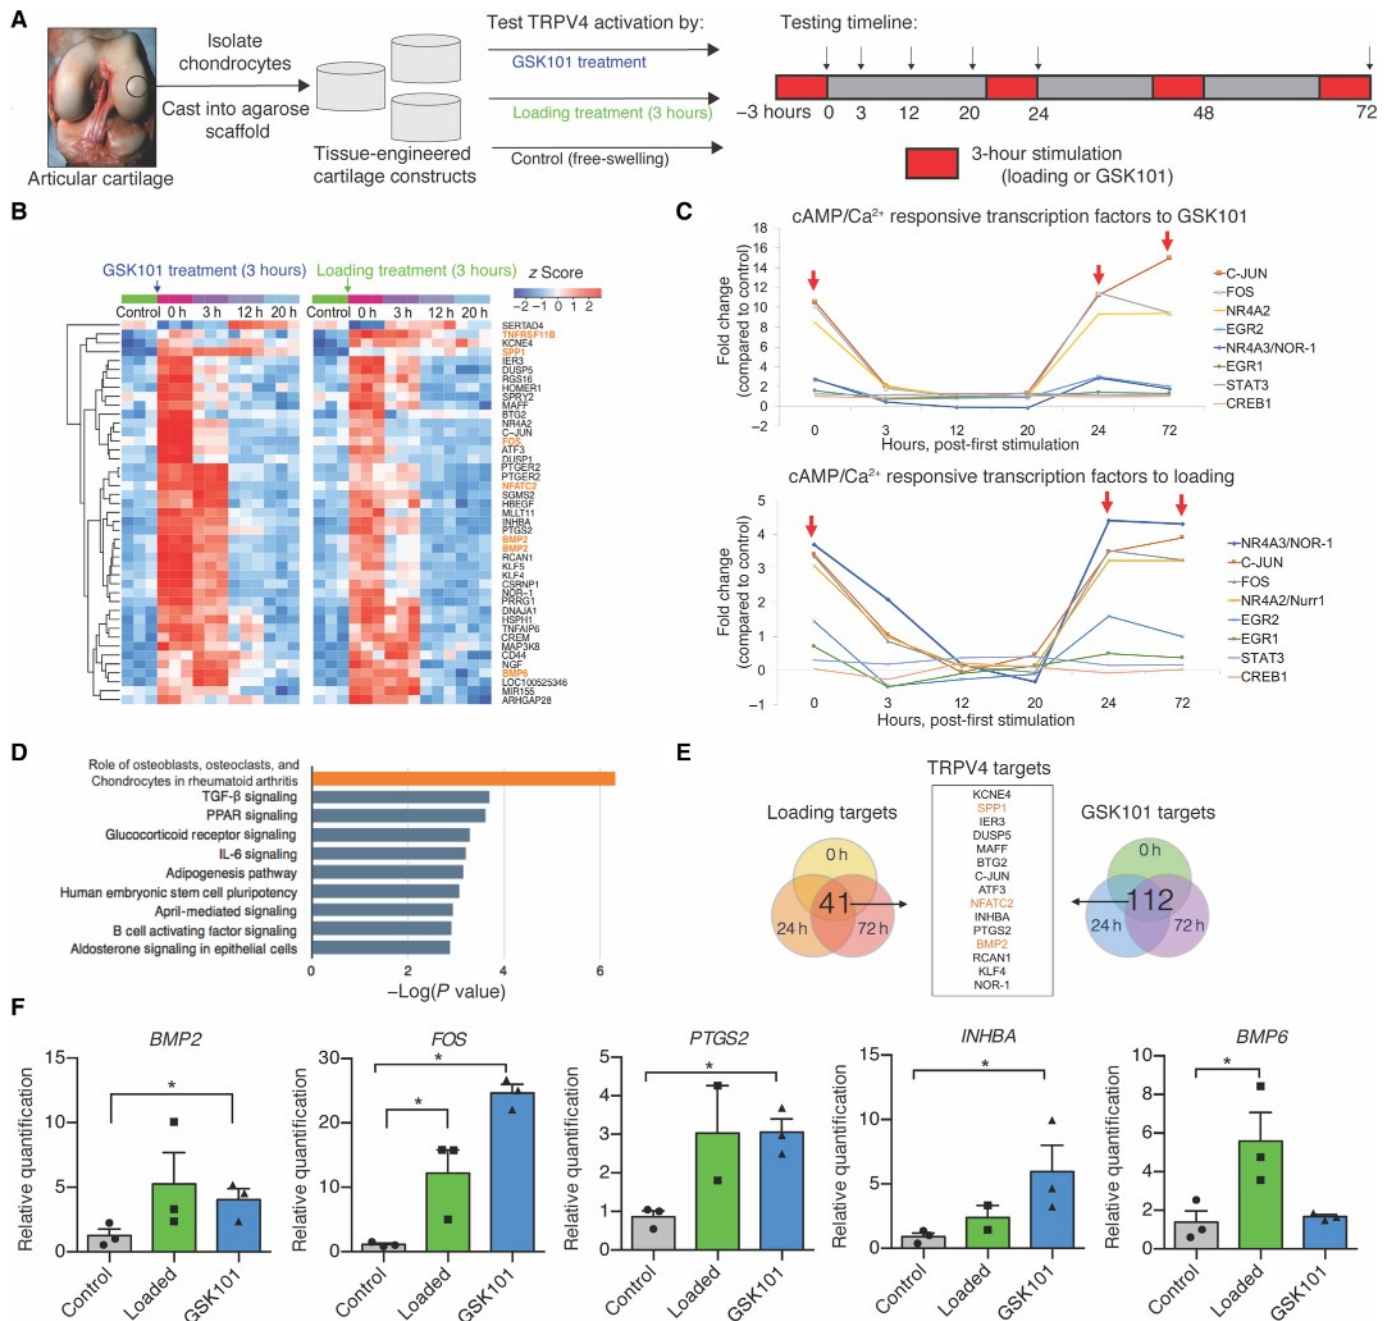 A
Isolate
chondrocytes
Cast into agarose
scaffold
Articular cartilage
Tissue-engineered
cartilage constructs
Test TRPV4 activation by:
GSK101 treatment
Loading treatment (3 hours)
Control (free-swelling)
Testing timeline:
−3 hours 0 3 12 20 24 48 72
3-hour stimulation
(loading or GSK101)
B
GSK101 treatment (3 hours)
Loading treatment (3 hours)
z Score
−2 −1 0 1 2
Control 0 h 3 h 12 h 20 h
Control 0 h 3 h 12 h 20 h
SERTAD4
TNFRSF11B
KCNE4
SPP1
IER3
DUSP5
RGS16
HOMER1
SPRY2
MAFF
BTG2
NR4A2
C-JUN
FOS
ATF3
DUSP1
PTGER2
PTGER2
NFATC2
SGMS2
HBEGF
MLLT11
INHBA
PTGS2
BMP2
BMP2
RCAN1
KLF5
KLF4
CSRNP1
NOR-1
PRRG1
DNAJA1
HSPH1
TNFAIP6
CREM
MAP3K8
CD44
NGF
BMP6
LOC100525346
MIR155
ARHGAP28
C
cAMP/Ca²⁺ responsive transcription factors to GSK101
Fold change
(compared to control)
18
16
14
12
10
8
6
4
2
0
−2
0 3 12 20 24 72
Hours, post-first stimulation
C-JUN
FOS
NR4A2
EGR2
NR4A3/NOR-1
EGR1
STAT3
CREB1
cAMP/Ca²⁺ responsive transcription factors to loading
Fold change
(compared to control)
5
4
3
2
1
0
−1
0 3 12 20 24 72
Hours, post-first stimulation
NR4A3/NOR-1
C-JUN
FOS
NR4A2/Nurr1
EGR2
EGR1
STAT3
CREB1
D
Role of osteoblasts, osteoclasts, and
Chondrocytes in rheumatoid arthritis
TGF-β signaling
PPAR signaling
Glucocorticoid receptor signaling
IL-6 signaling
Adipogenesis pathway
Human embryonic stem cell pluripotency
April-mediated signaling
B cell activating factor signaling
Aldosterone signaling in epithelial cells
0 2 4 6
−Log(P value)
E
TRPV4 targets
Loading targets
0 h
41
24 h
72 h
KCNE4
SPP1
IER3
DUSP5
MAFF
BTG2
C-JUN
ATF3
NFATC2
INHBA
PTGS2
BMP2
RCAN1
KLF4
NOR-1
GSK101 targets
0 h
112
24 h
72 h
F
BMP2
Relative quantification
15
10
5
0
*
Control
Loaded
GSK101
FOS
Relative quantification
30
20
10
0
*
*
Control
Loaded
GSK101
PTGS2
Relative quantification
5
4
3
2
1
0
*
Control
Loaded
GSK101
INHBA
Relative quantification
15
10
5
0
*
Control
Loaded
GSK101
BMP6
Relative quantification
10
8
6
4
2
0
*
Control
Loaded
GSK101